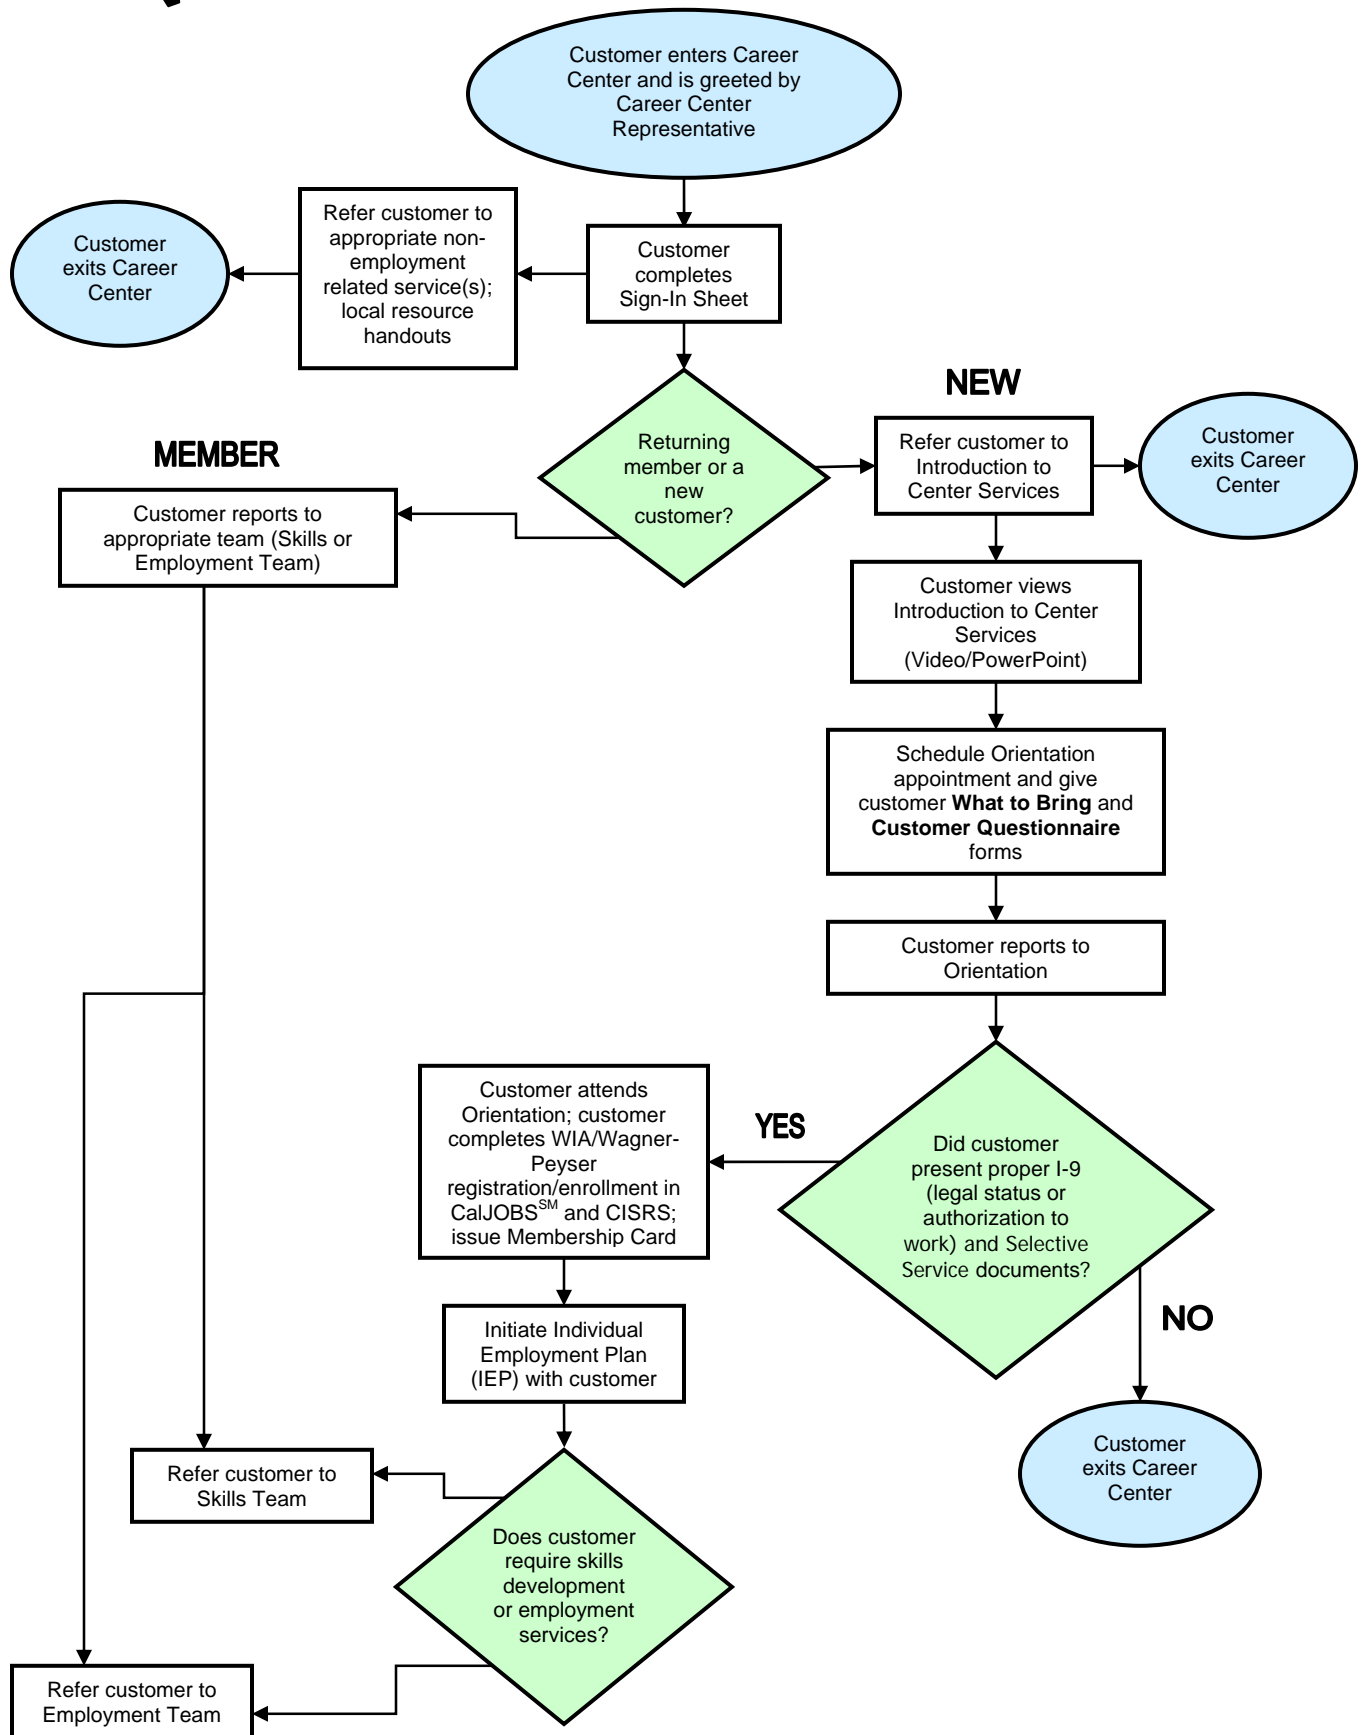 Customer enters Career
Center and is greeted by
Career Center
Representative
Refer customer to
appropriate non-
employment
related service(s);
local resource
handouts
Customer
exits Career
Center
Customer
completes
Sign-In Sheet
NEW
MEMBER
Returning
member or a
new
customer?
Refer customer to
Introduction to
Center Services
Customer
exits Career
Center
Customer reports to
appropriate team (Skills or
Employment Team)
Customer views
Introduction to Center
Services
(Video/PowerPoint)
Schedule Orientation
appointment and give
customer What to Bring and
Customer Questionnaire
forms
Customer reports to
Orientation
Customer attends
Orientation; customer
completes WIA/Wagner-
Peyser
registration/enrollment in
CalJOBS℠ and CISRS;
issue Membership Card
YES
Did customer
present proper I-9
(legal status or
authorization to
work) and Selective
Service documents?
NO
Initiate Individual
Employment Plan
(IEP) with customer
Customer
exits Career
Center
Refer customer to
Skills Team
Does customer
require skills
development
or employment
services?
Refer customer to
Employment Team